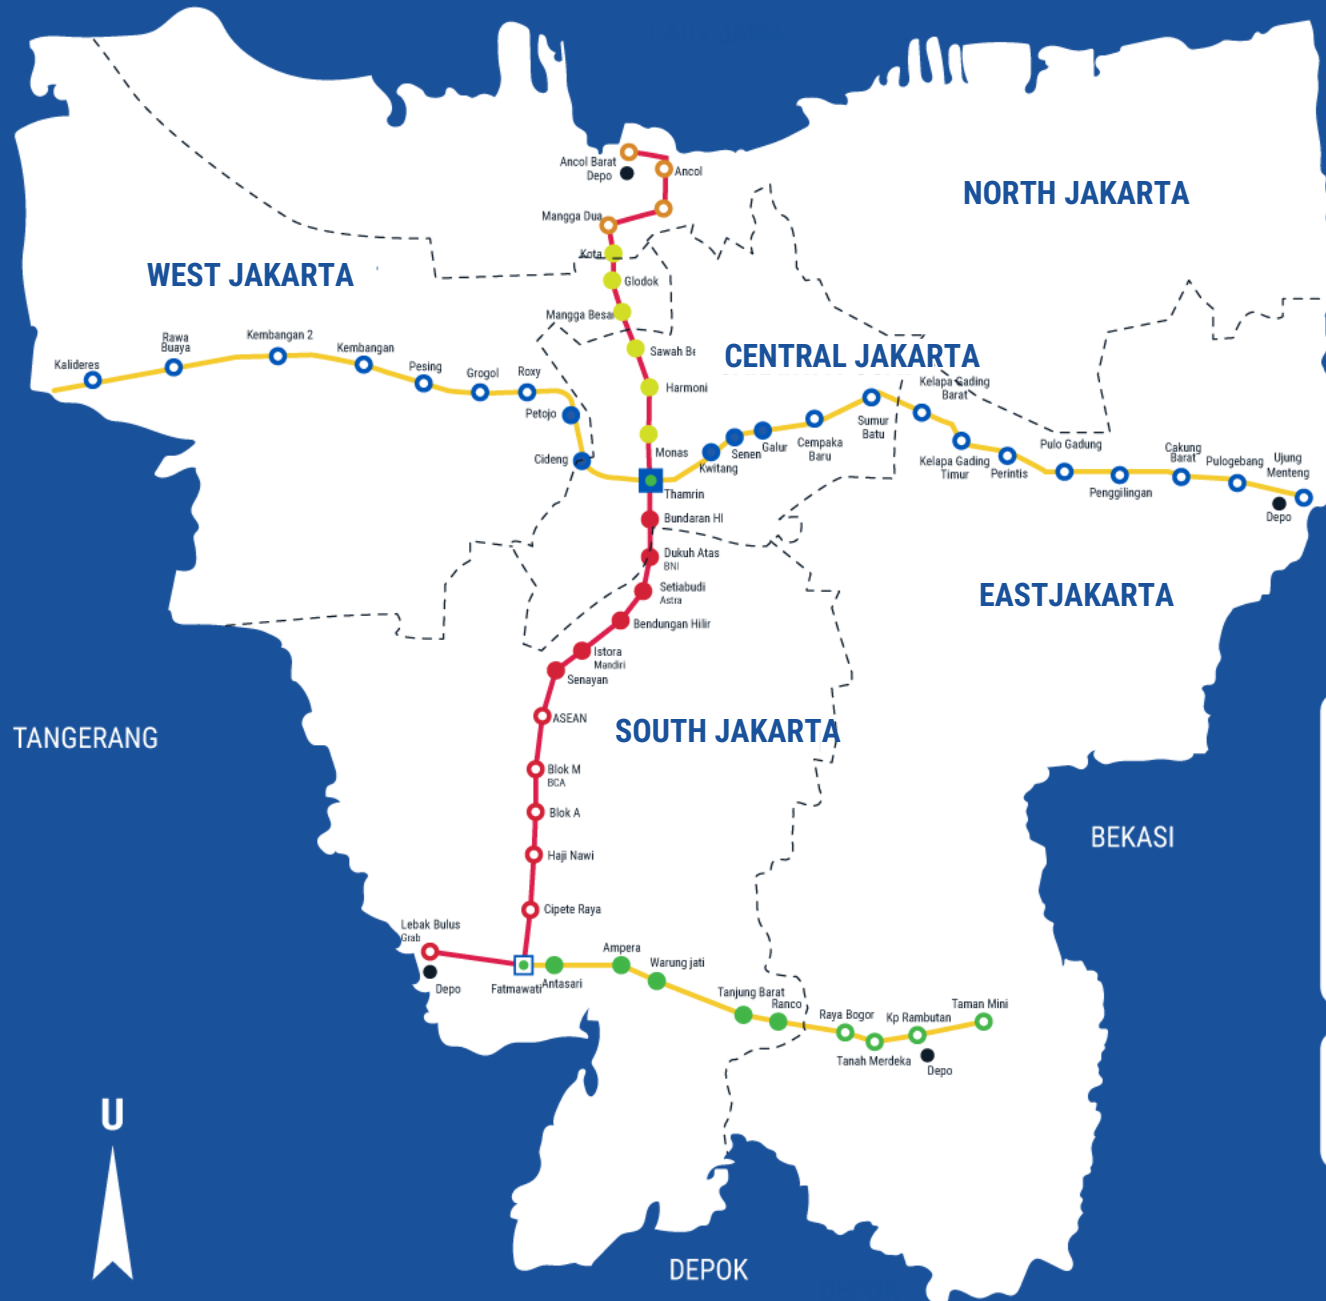 Ancol Barat
Depo
Ancol
Mangga Dua
NORTH JAKARTA
Kota
WEST JAKARTA
Glodok
Mangga Besar
Rawa
Buaya
Kembangan 2
Kembangan
Sawah Be
CENTRAL JAKARTA
Kalideres
Pesing
Grogol
Roxy
Harmoni
Kelapa Gading
Barat
Petojo
Sumur
Batu
Cempaka
Baru
Galur
Senen
Kwitang
Monas
Cideng
Pulo Gadung
Kelapa Gading
Timur
Perintis
Cakung
Barat
Pulogebang
Ujung
Menteng
Penggilingan
Thamrin
Depo
Bundaran HI
Dukuh Atas
BNI
Setiabudi
Astra
EASTJAKARTA
Bendungan Hilir
Istora
Mandiri
Senayan
ASEAN
SOUTH JAKARTA
TANGERANG
Blok M
BCA
Blok A
BEKASI
Haji Nawi
Cipete Raya
Lebak Bulus
Grab
Depo
Fatmawati
Antasari
Ampera
Warung jati
Tanjung Barat
Ranco
Raya Bogor
Kp Rambutan
Taman Mini
Tanah Merdeka
Depo
U
DEPOK